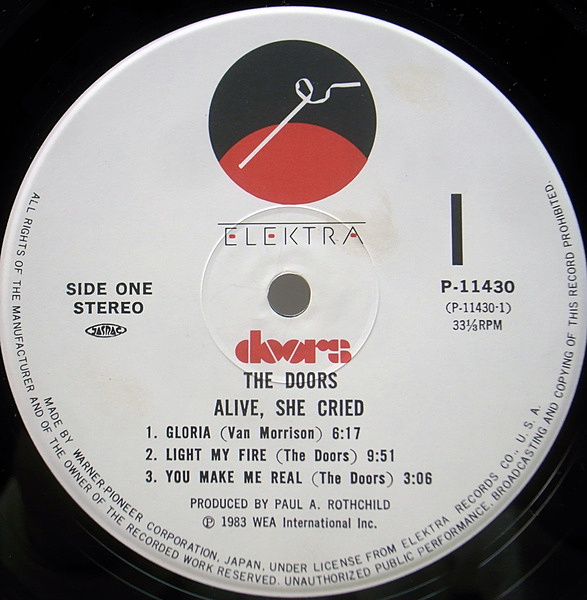 ELEKTRA
SIDE ONE
STEREO
JASRAC
P-11430
(P-11430-1)
33⅓RPM
doors
THE DOORS
ALIVE, SHE CRIED
1. GLORIA (Van Morrison) 6:17
2. LIGHT MY FIRE (The Doors) 9:51
3. YOU MAKE ME REAL (The Doors) 3:06
PRODUCED BY PAUL A. ROTHCHILD
℗ 1983 WEA International Inc.
MADE BY WARNER-PIONEER CORPORATION, JAPAN, UNDER LICENSE FROM ELEKTRA RECORDS CO., U.S.A.
ALL RIGHTS OF THE MANUFACTURER AND OF THE OWNER OF THE RECORDED WORK RESERVED. UNAUTHORIZED PUBLIC PERFORMANCE, BROADCASTING AND COPYING OF THIS RECORD PROHIBITED.